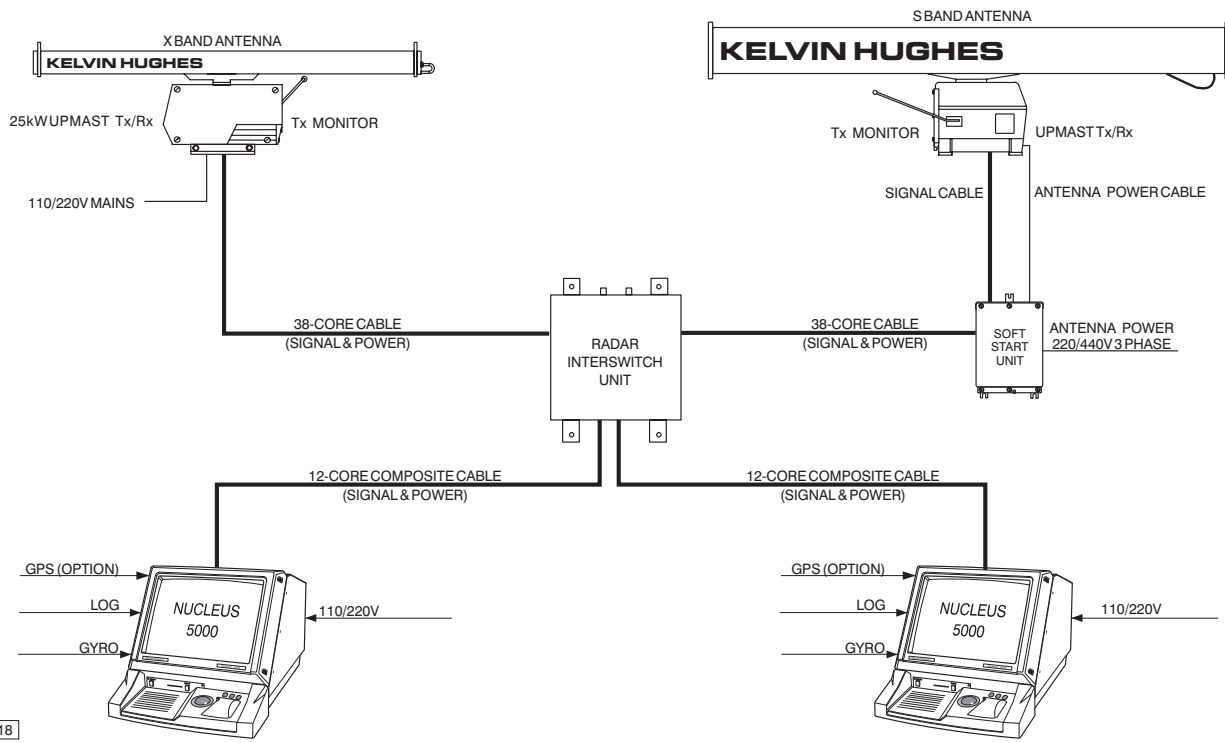 S BAND ANTENNA
KELVIN HUGHES
X BAND ANTENNA
KELVIN HUGHES
25kW UPMAST Tx/Rx
Tx MONITOR
Tx MONITOR
UPMAST Tx/Rx
110/220V MAINS
SIGNAL CABLE
ANTENNA POWER CABLE
38-CORE CABLE
(SIGNAL & POWER)
RADAR
INTERSWITCH
UNIT
38-CORE CABLE
(SIGNAL & POWER)
SOFT
START
UNIT
ANTENNA POWER
220/440V 3 PHASE
12-CORE COMPOSITE CABLE
(SIGNAL & POWER)
12-CORE COMPOSITE CABLE
(SIGNAL & POWER)
GPS (OPTION)
LOG
GYRO
NUCLEUS
5000
110/220V
GPS (OPTION)
LOG
GYRO
NUCLEUS
5000
110/220V
18